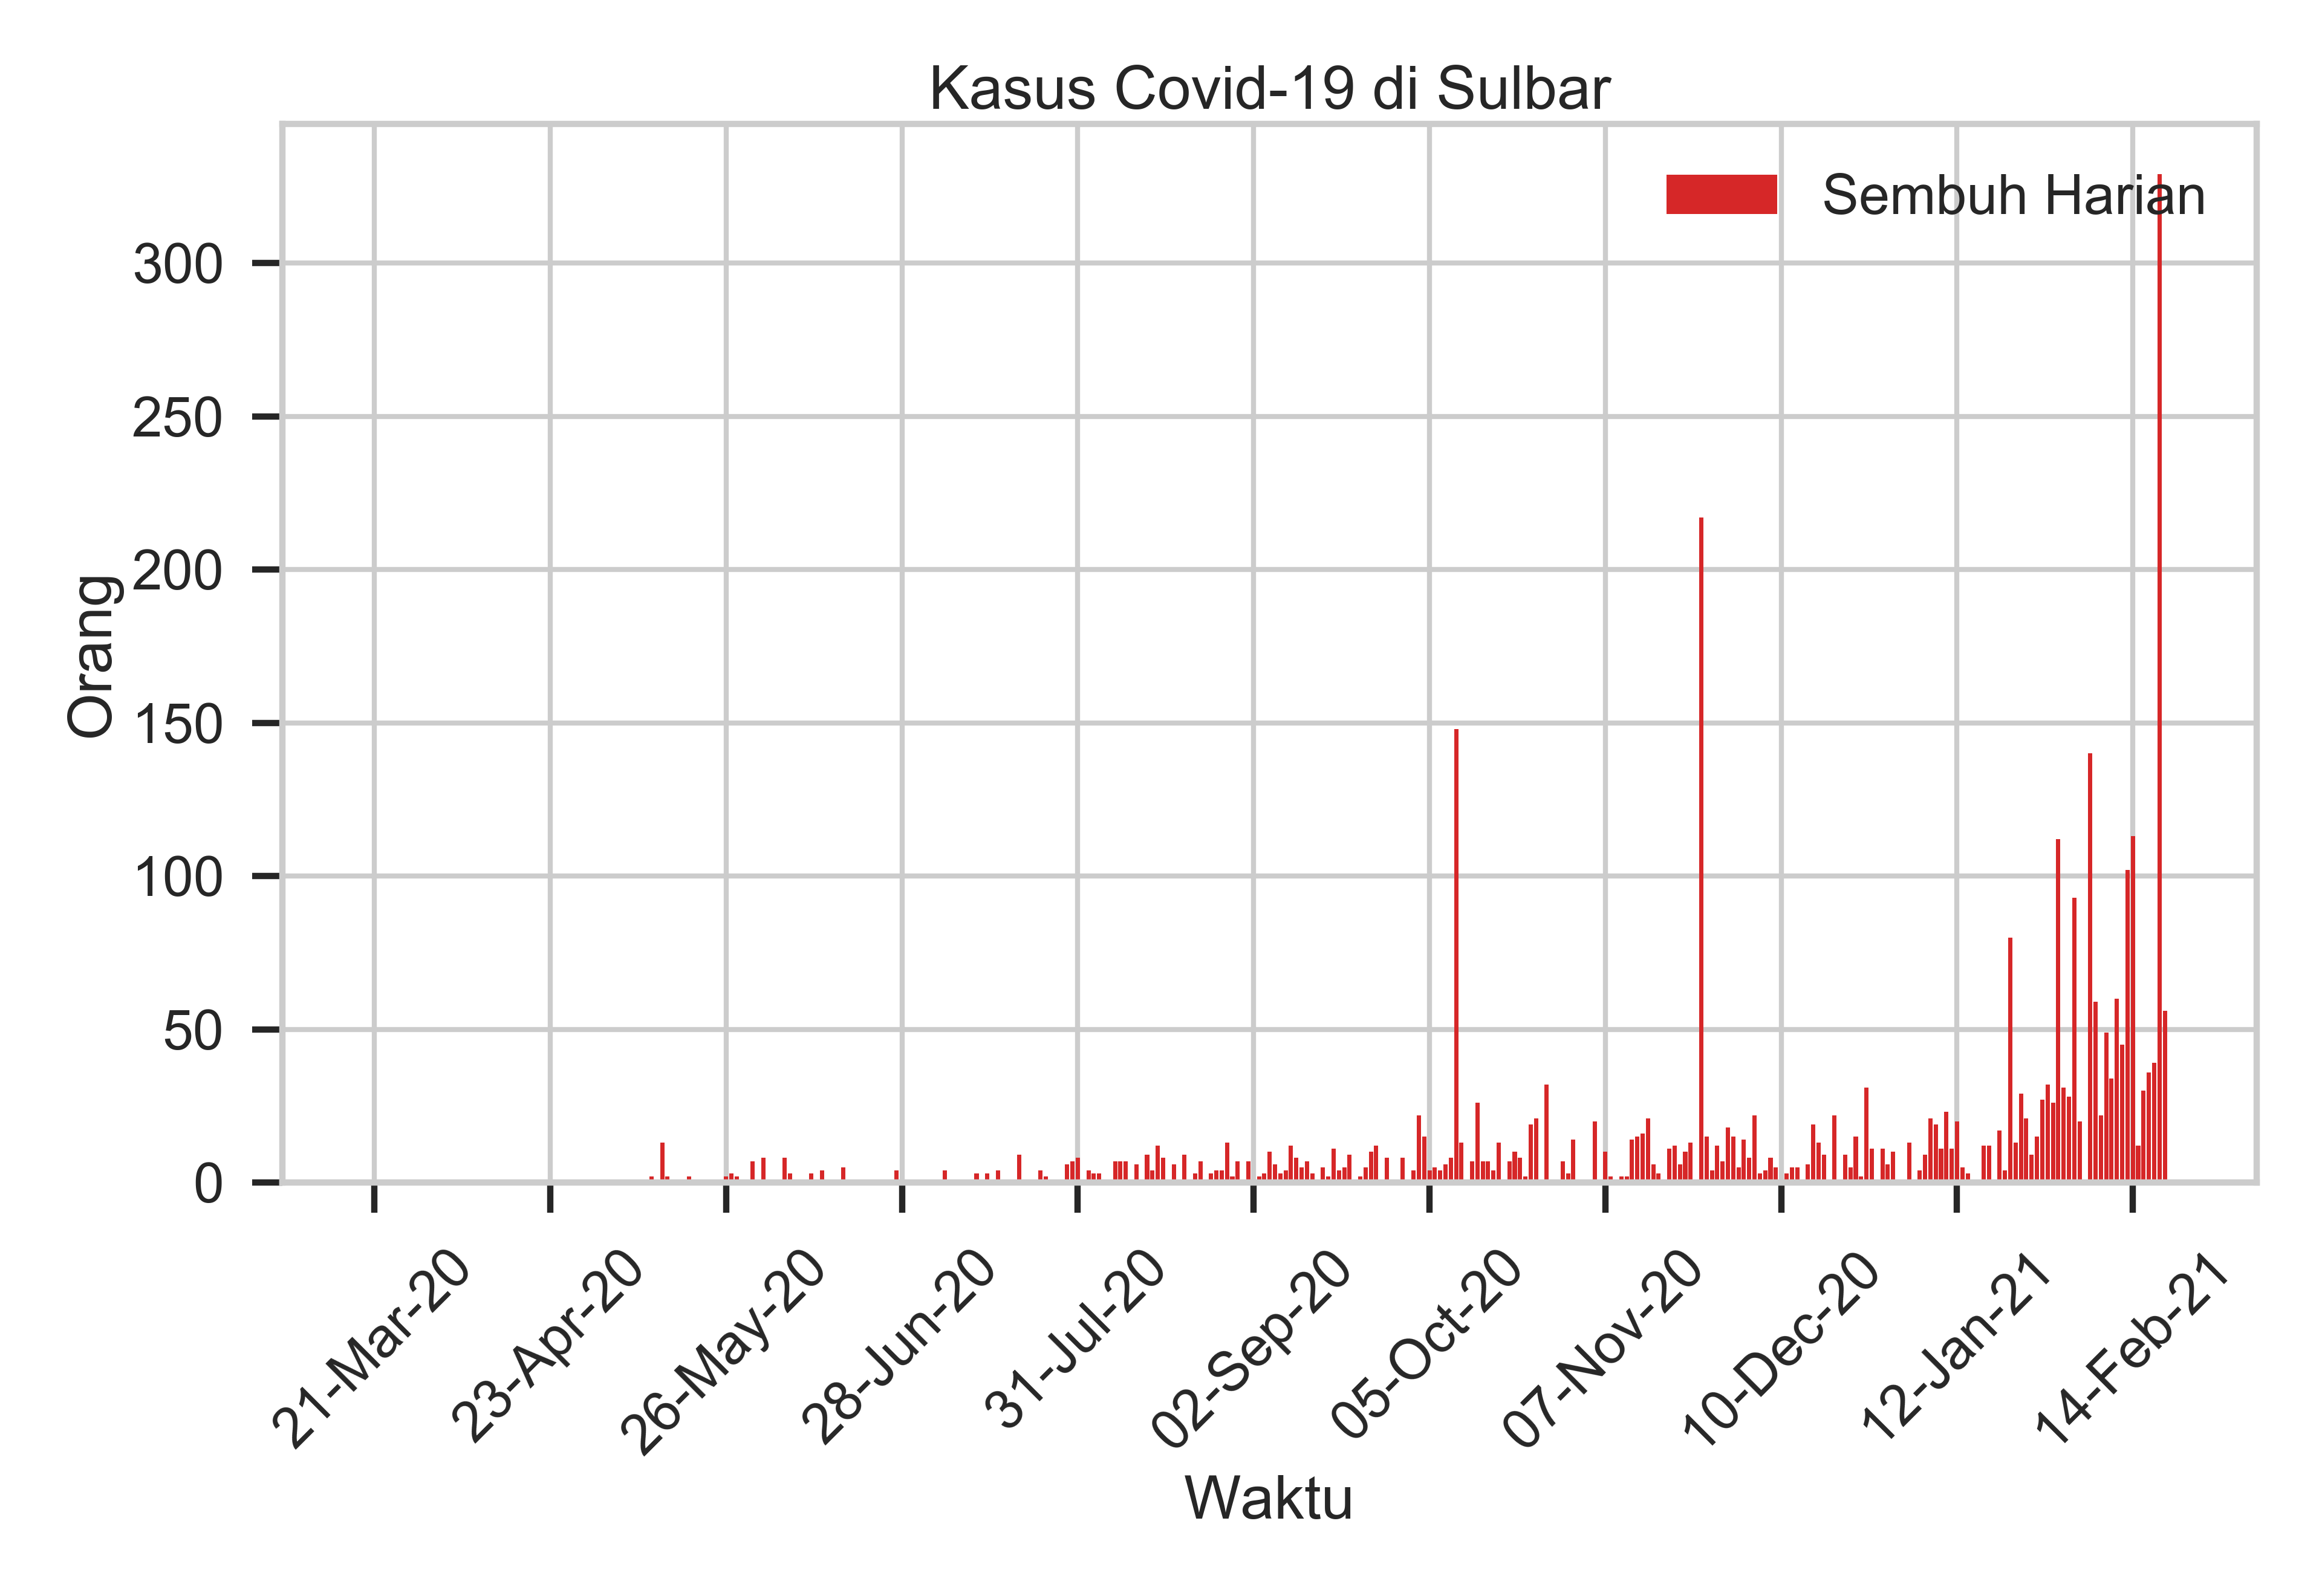 Kasus Covid-19 di Sulbar
Sembuh Harian
Orang
300
250
200
150
100
50
0
21-Mar-20
23-Apr-20
26-May-20
28-Jun-20
31-Jul-20
02-Sep-20
05-Oct-20
07-Nov-20
10-Dec-20
12-Jan-21
14-Feb-21
Waktu